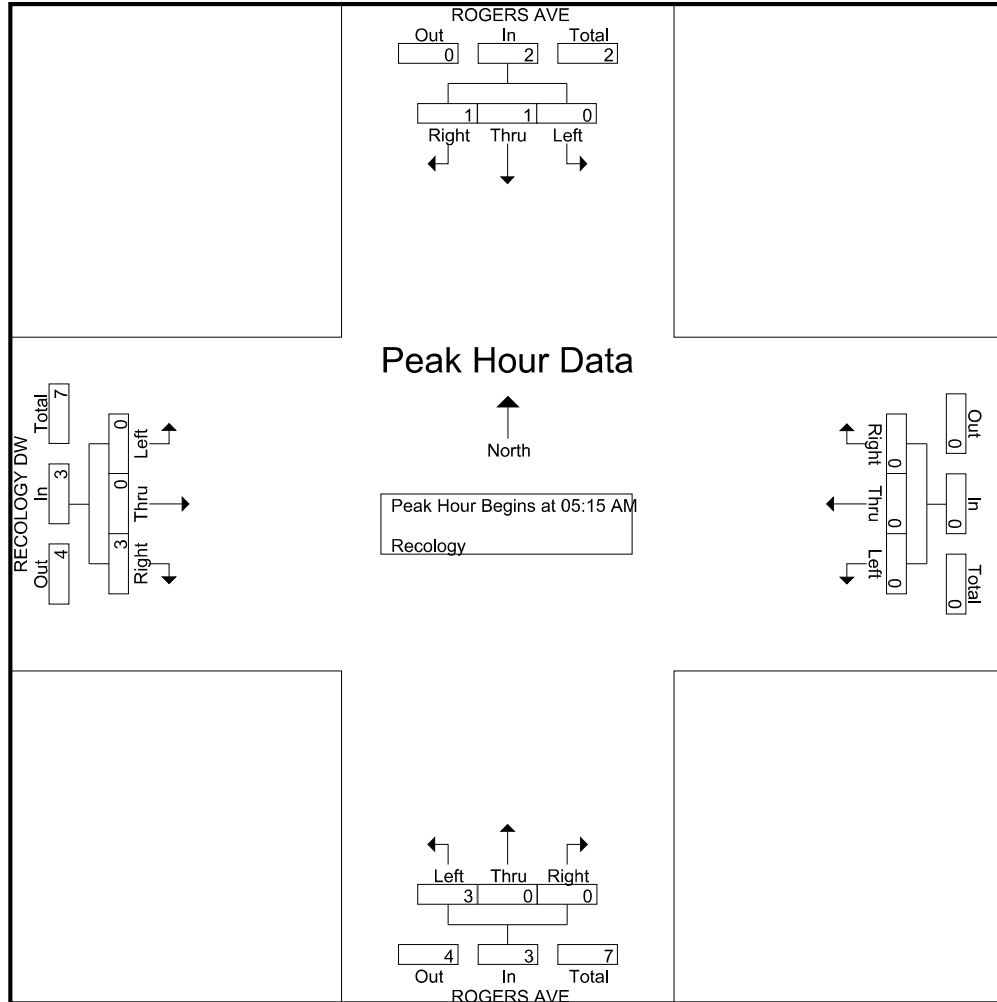 ROGERS AVE
Out In Total
0 2 2
1 1 0
Right Thru Left
Peak Hour Data
North
Peak Hour Begins at 05:15 AM
Recology
RECOLOGY DW
Out In Total
4 3 7
0 0 3
Left Thru Right
Out In Total
0 0 0
0 0 0
Right Thru Left
Left Thru Right
3 0 0
4 3 7
Out In Total
ROGERS AVE